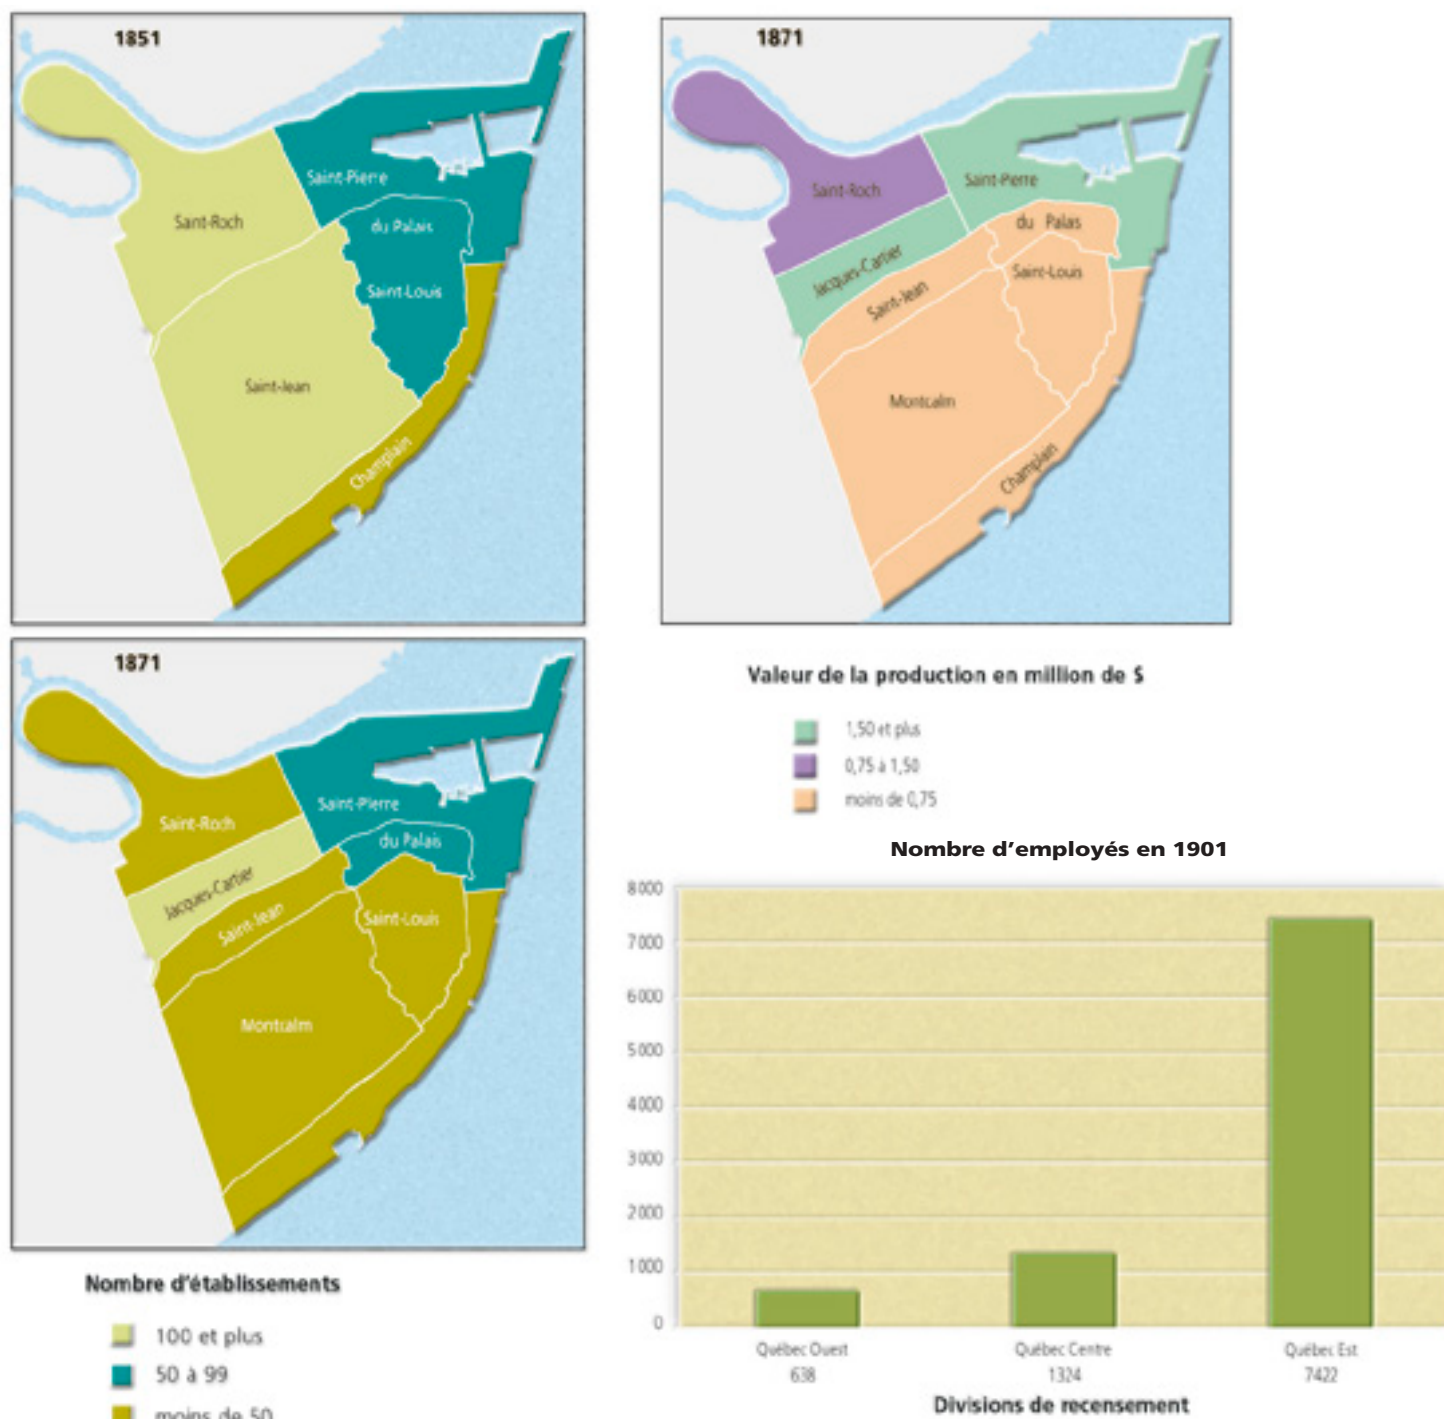 1851
Saint-Roch
Saint-Pierre
du Palais
Saint-Louis
Saint-Jean
Champlain
1871
Saint-Roch
Saint-Pierre
du Palais
Jacques-Cartier
Saint-Louis
Saint-Jean
Montcalm
Champlain
Valeur de la production en million de $
1,50 et plus
0,75 à 1,50
moins de 0,75
1871
Saint-Pierre
Saint-Roch
du Palais
Jacques-Cartier
Saint-Jean
Saint-Louis
Montcalm
Nombre d'établissements
100 et plus
50 à 99
moins de 50
Nombre d'employés en 1901
8000
7000
6000
5000
4000
3000
2000
1000
0
Québec Ouest Québec Centre Québec Est
638 1324 7422
Divisions de recensement